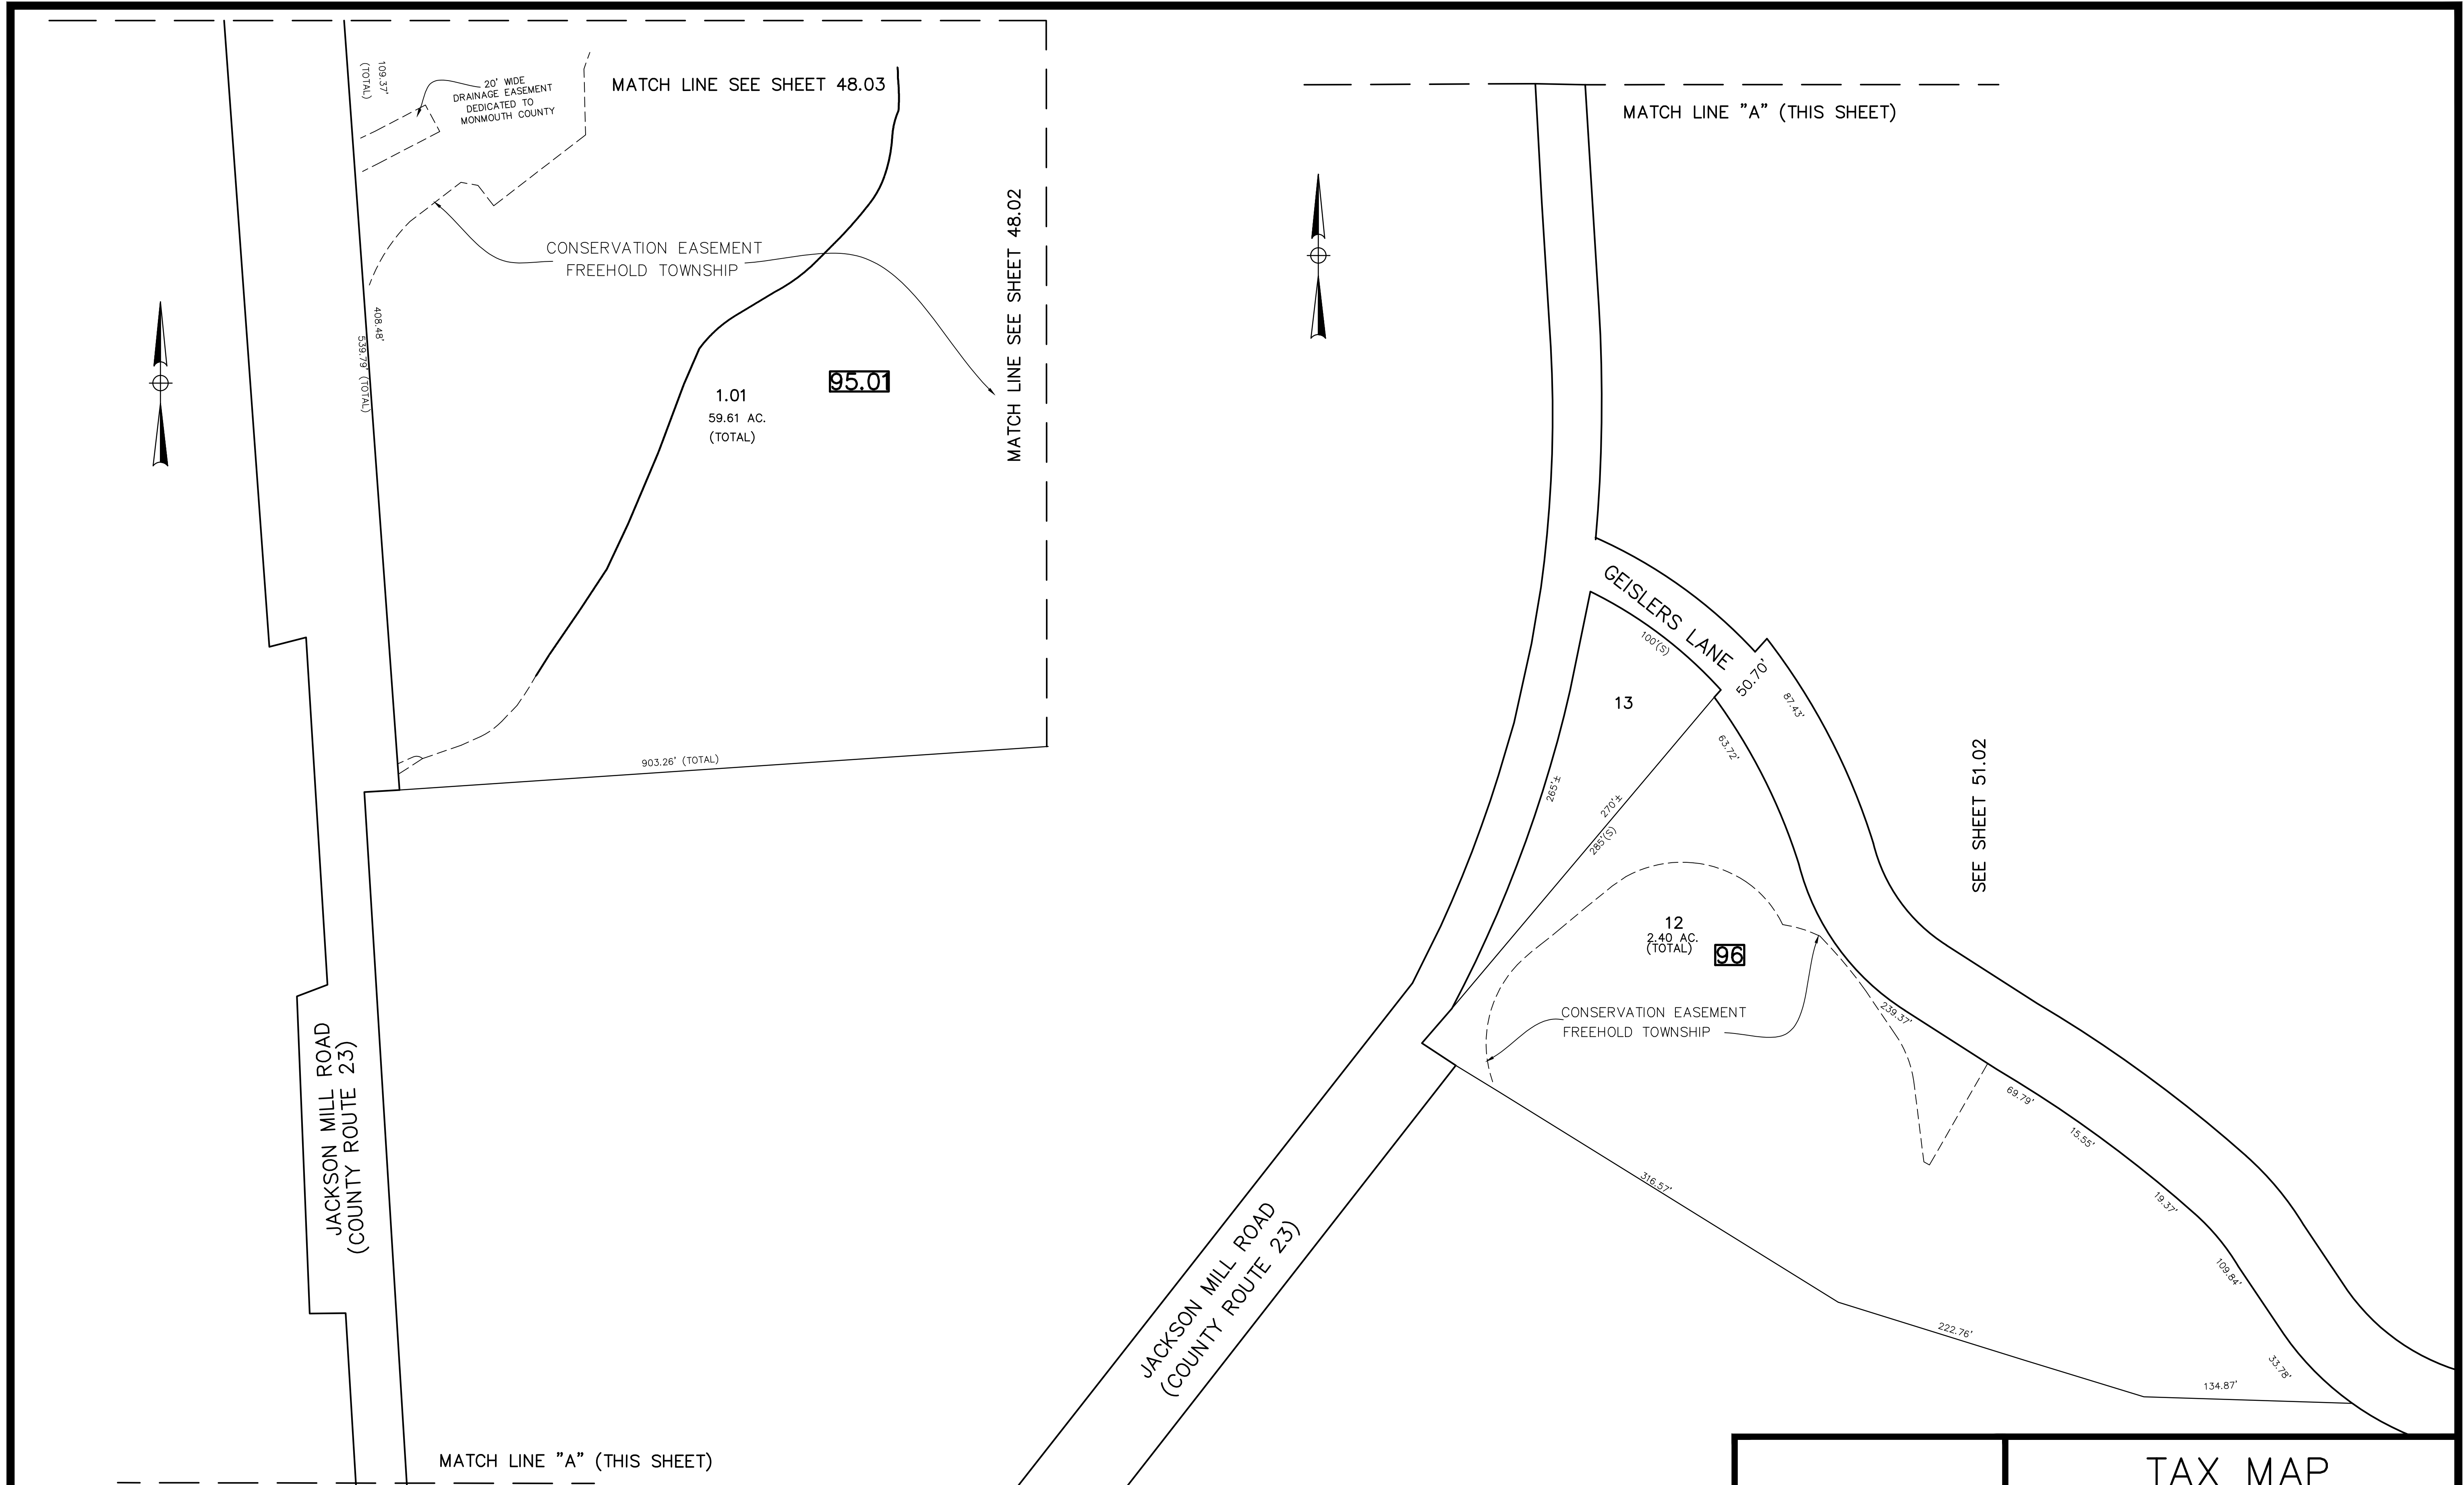 109.37'
(TOTAL)
20' WIDE
DRAINAGE EASEMENT
DEDICATED TO
MONMOUTH COUNTY
MATCH LINE SEE SHEET 48.03
MATCH LINE SEE SHEET 48.02
CONSERVATION EASEMENT
FREEHOLD TOWNSHIP
408.48'
539.79' (TOTAL)
1.01
59.61 AC.
(TOTAL)
95.01
903.26' (TOTAL)
JACKSON MILL ROAD
(COUNTY ROUTE 23)
MATCH LINE "A" (THIS SHEET)
MATCH LINE "A" (THIS SHEET)
GEISLERS LANE
100'(S)
50.70'
87.43'
13
63.72'
265'±
270'±
285'(S)
SEE SHEET 51.02
12
2.40 AC.
(TOTAL)
96
CONSERVATION EASEMENT
FREEHOLD TOWNSHIP
239.37'
69.79'
15.55'
19.37'
109.84'
33.78'
316.57'
222.76'
134.87'
JACKSON MILL ROAD
(COUNTY ROUTE 23)
TAX MAP